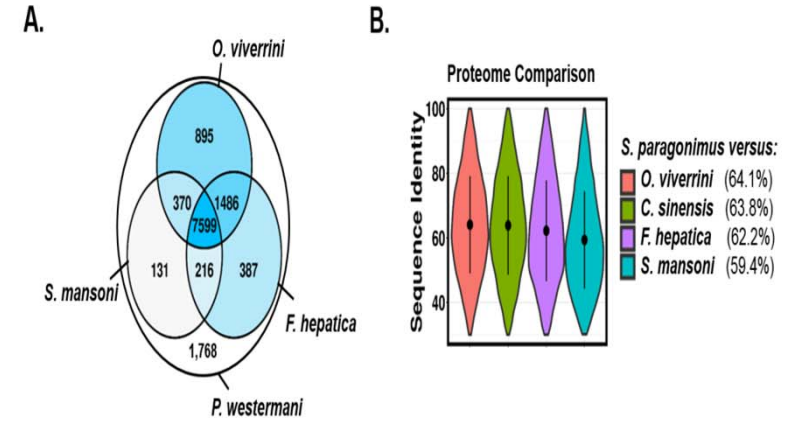 A.
O. viverrini
895
370
1486
7599
131
216
387
S. mansoni
F. hepatica
1,768
P. westermani
B.
Proteome Comparison
Sequence Identity
100
80
60
40
S. paragonimus versus:
O. viverrini (64.1%)
C. sinensis (63.8%)
F. hepatica (62.2%)
S. mansoni (59.4%)